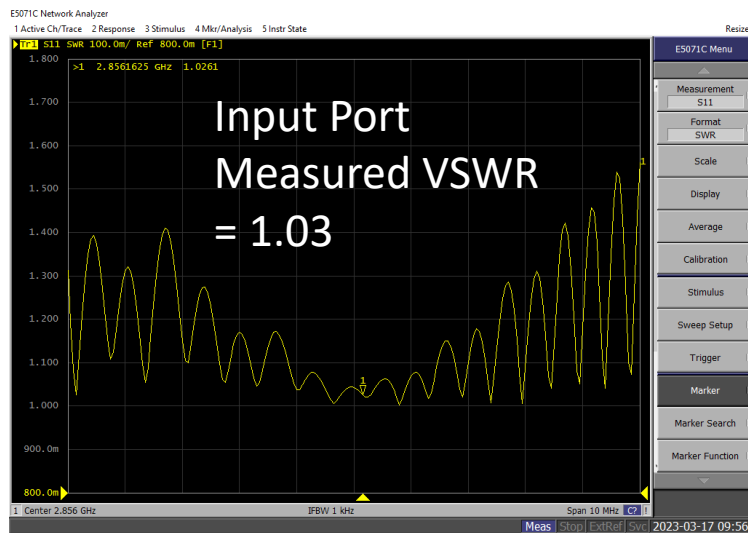 E5071C Network Analyzer
1 Active Ch/Trace 2 Response 3 Stimulus 4 Mkr/Analysis 5 Instr State
Resize
Tr1 S11 SWR 100.0m/ Ref 800.0m [F1]
E5071C Menu
1.800
>1 2.8561625 GHz 1.0261
1.700
1.600
1.500
1.400
1.300
1.200
1.100
1.000
900.0m
800.0m
Input Port
Measured VSWR
= 1.03
1
1
Measurement
S11
Format
SWR
Scale
Display
Average
Calibration
Stimulus
Sweep Setup
Trigger
Marker
Marker Search
Marker Function
1 Center 2.856 GHz IFBW 1 kHz Span 10 MHz C? !
Meas Stop ExtRef Svc 2023-03-17 09:56